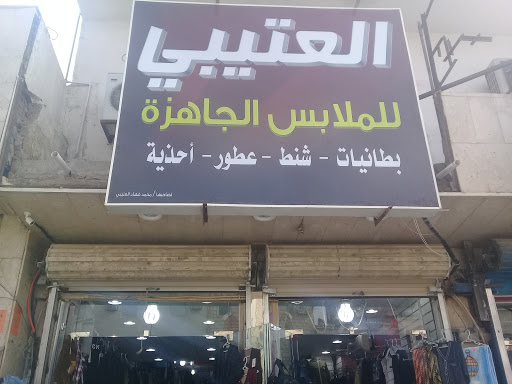 العتيبي
للملابس الجاهزة
بطانيات - شنط - عطور - أحذية